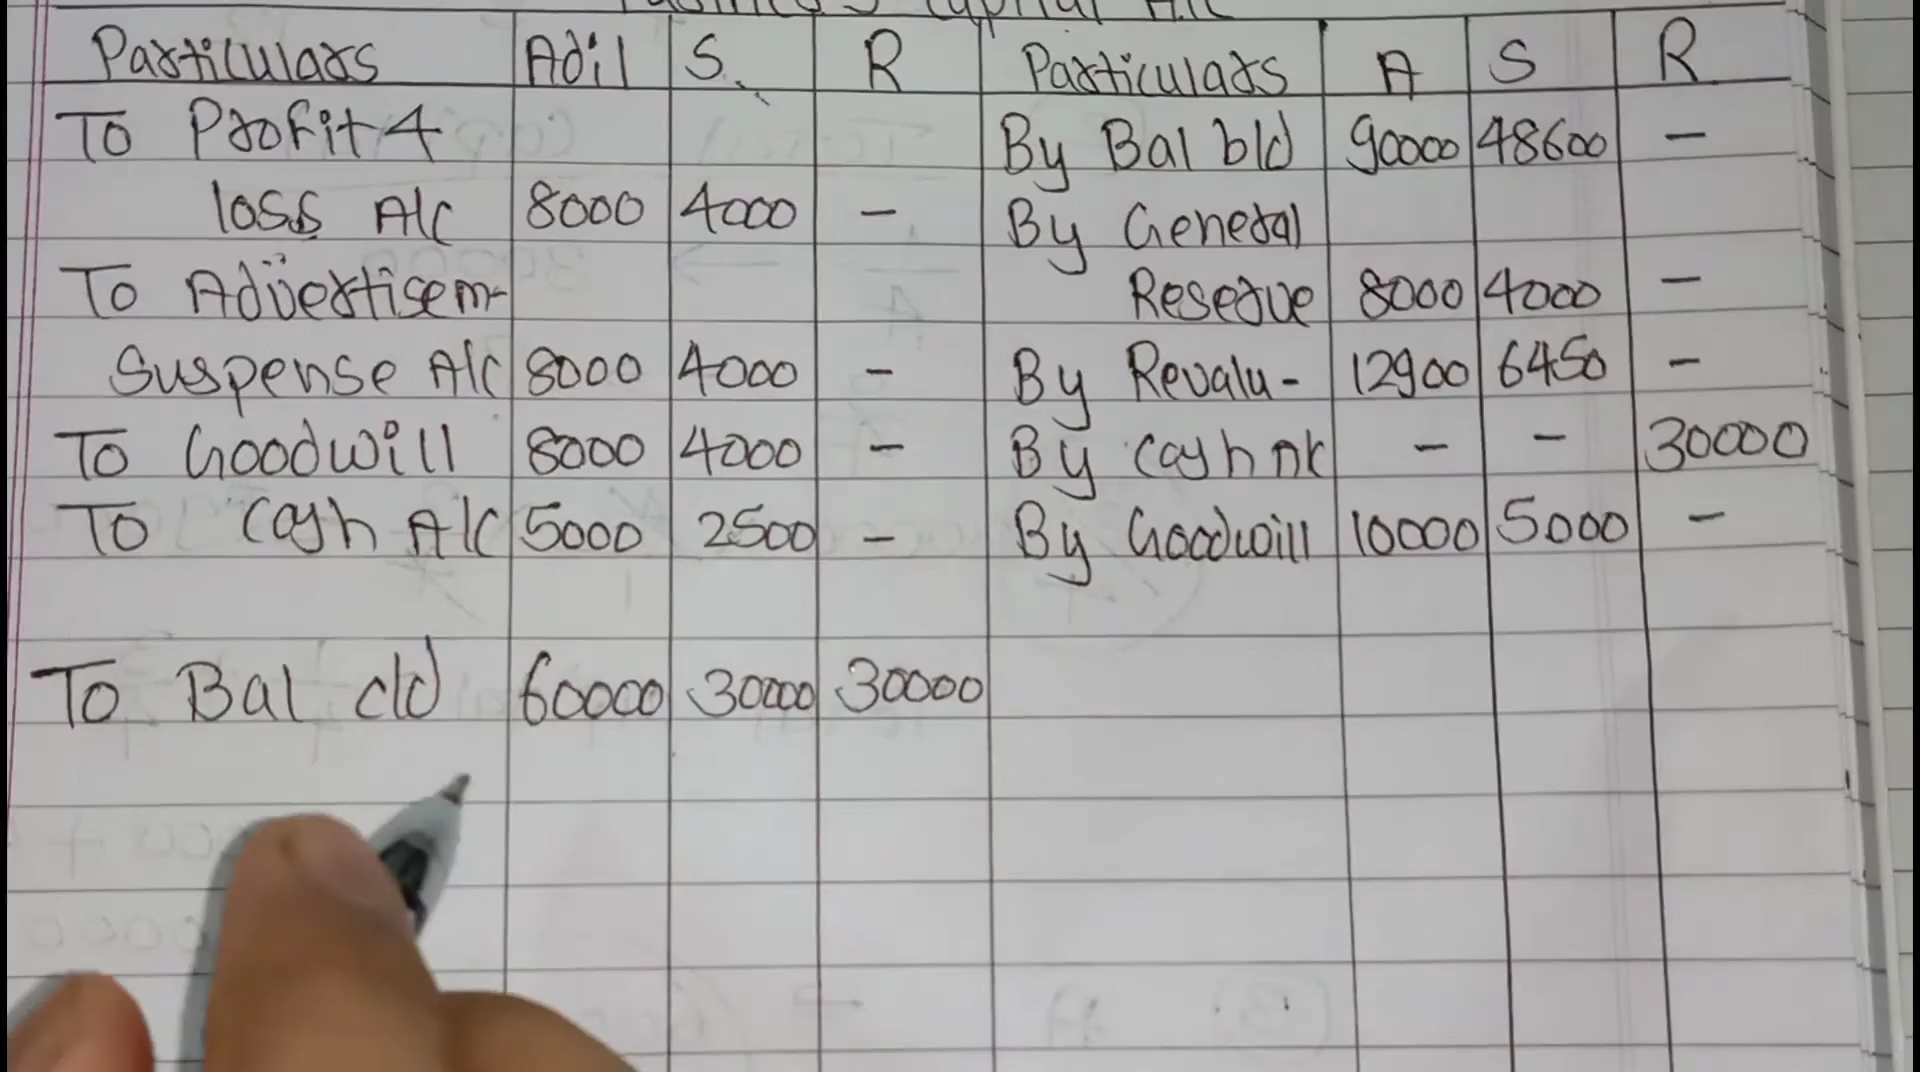 Partner's Capital A/c
Particulars Adil S. R Particulars A S R
To Profit & By Bal b/d 90000 48600 -
loss A/c 8000 4000 - By General
To Advertisem- Reserve 8000 4000 -
Suspense A/c 8000 4000 - By Revalu- 12900 6450 -
To Goodwill 8000 4000 - By Cash A/c - - 30000
To Cash A/c 5000 2500 - By Goodwill 10000 5000 -
To Bal c/d 60000 30000 30000